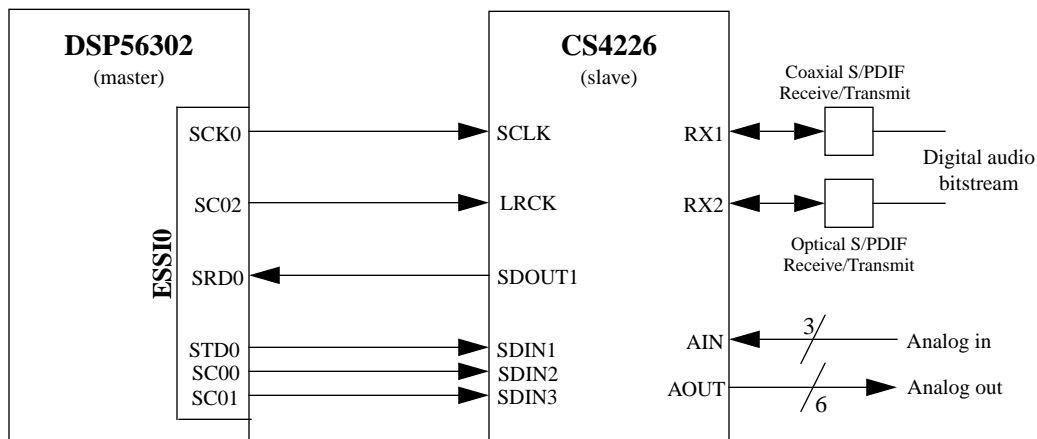 DSP56302
(master)
CS4226
(slave)
Coaxial S/PDIF
Receive/Transmit
SCK0
SCLK
RX1
Digital audio
bitstream
SC02
LRCK
RX2
Optical S/PDIF
Receive/Transmit
ESSI0
SRD0
SDOUT1
STD0
SDIN1
AIN
3
Analog in
SC00
SDIN2
SC01
SDIN3
AOUT
6
Analog out